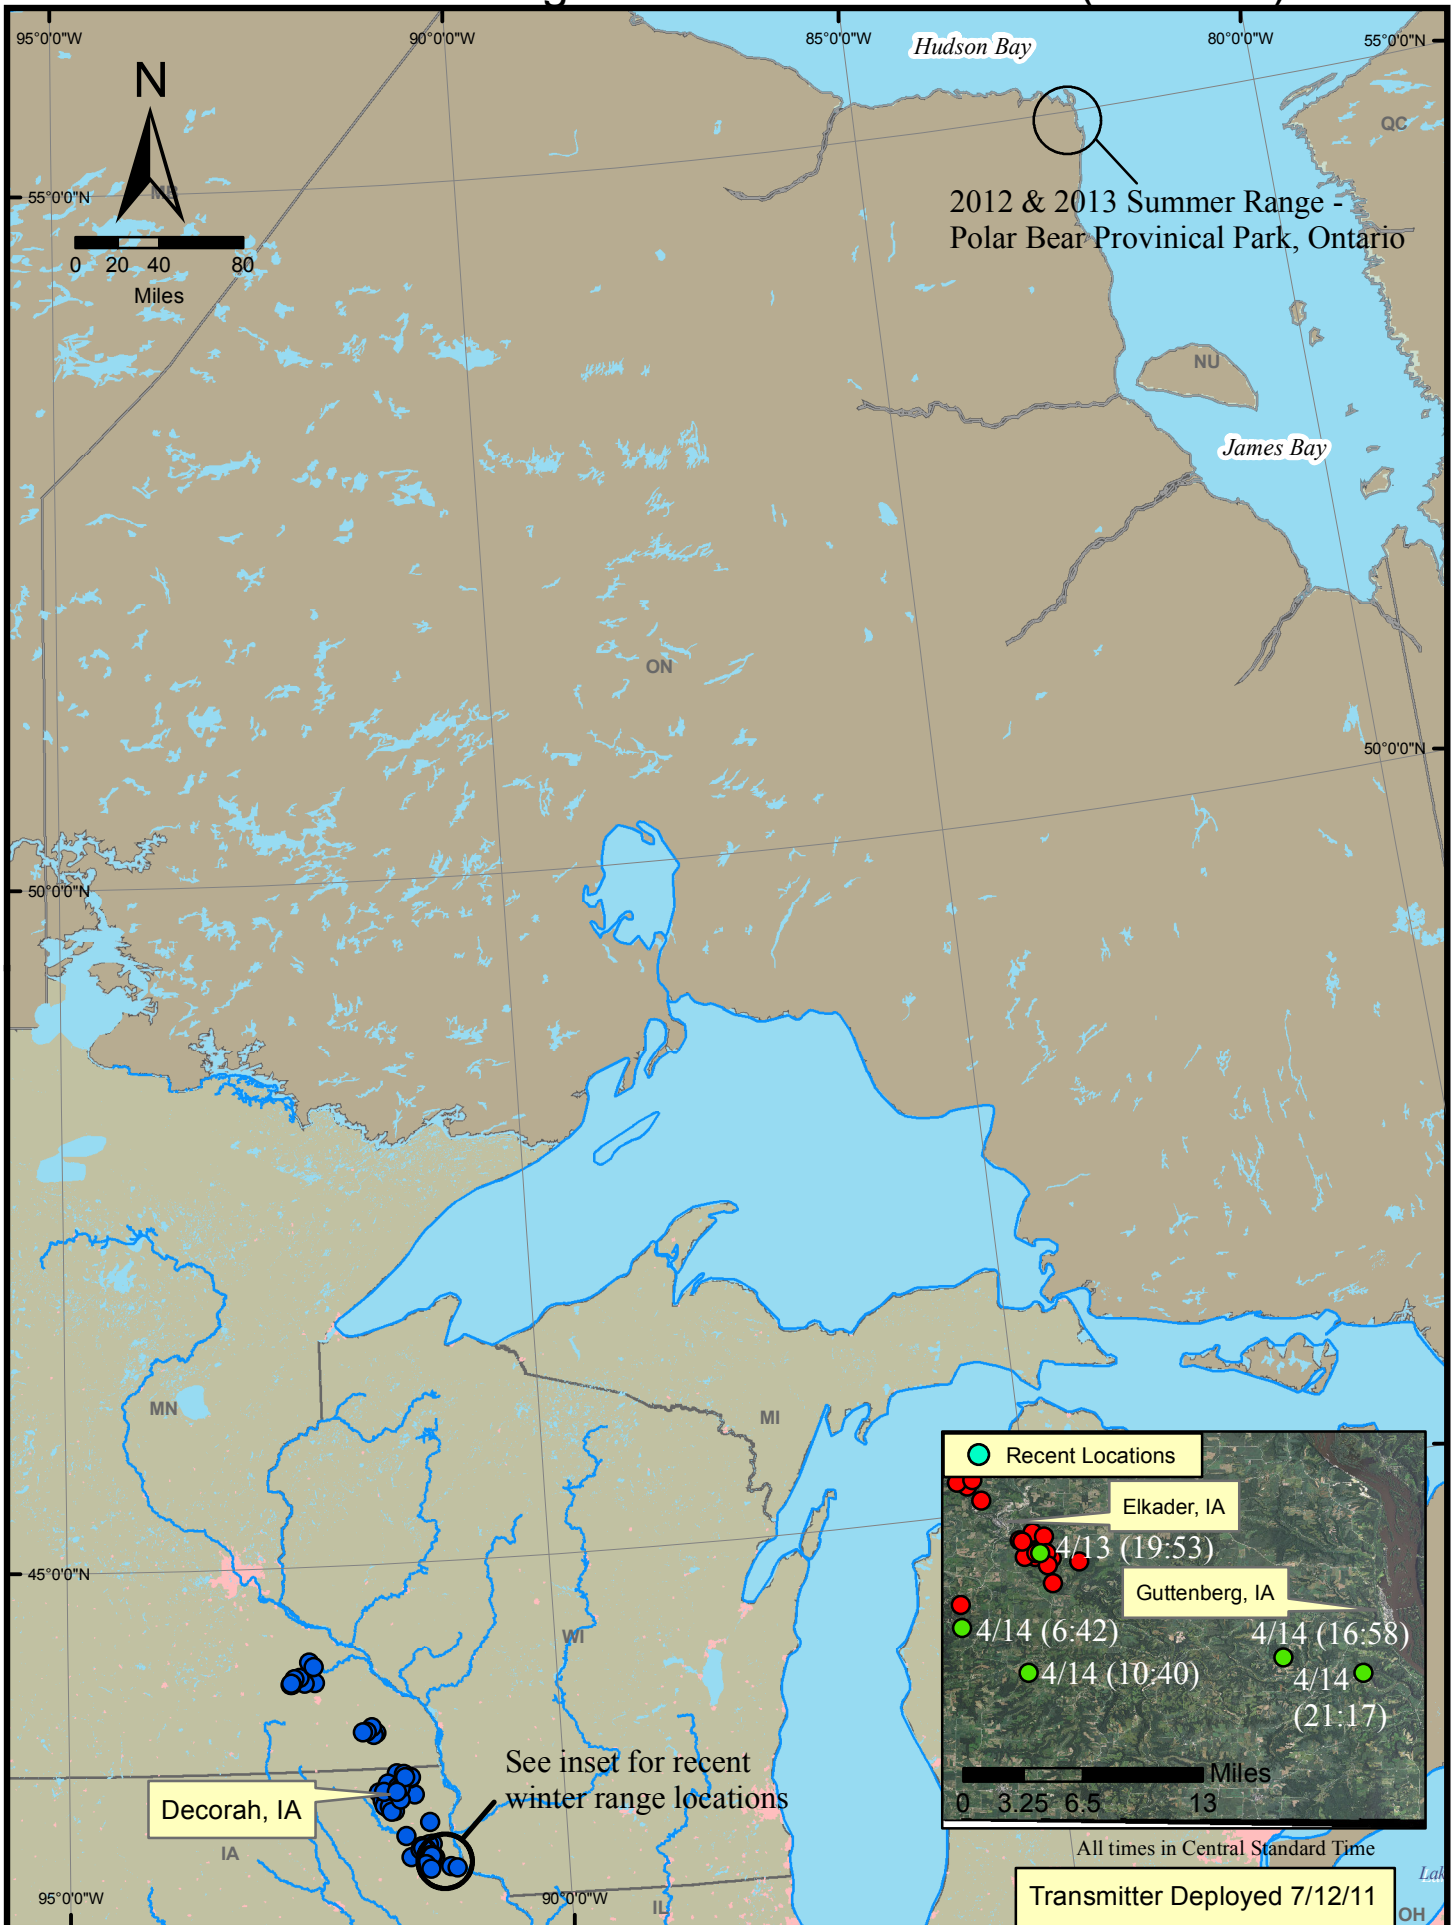 95°0'0"W
90°0'0"W
85°0'0"W
80°0'0"W
55°0'0"N
Hudson Bay
N
QC
MB
55°0'0"N
2012 & 2013 Summer Range -
Polar Bear Provinical Park, Ontario
0 20 40 80
Miles
NU
James Bay
ON
50°0'0"N
50°0'0"N
MN
MI
Recent Locations
Elkader, IA
4/13 (19:53)
45°0'0"N
Guttenberg, IA
4/14 (6:42)
4/14 (16:58)
4/14 (10:40)
4/14
(21:17)
WI
See inset for recent
winter range locations
Miles
0 3.25 6.5 13
Decorah, IA
IA
All times in Central Standard Time
Transmitter Deployed 7/12/11
95°0'0"W
90°0'0"W
IL
OH